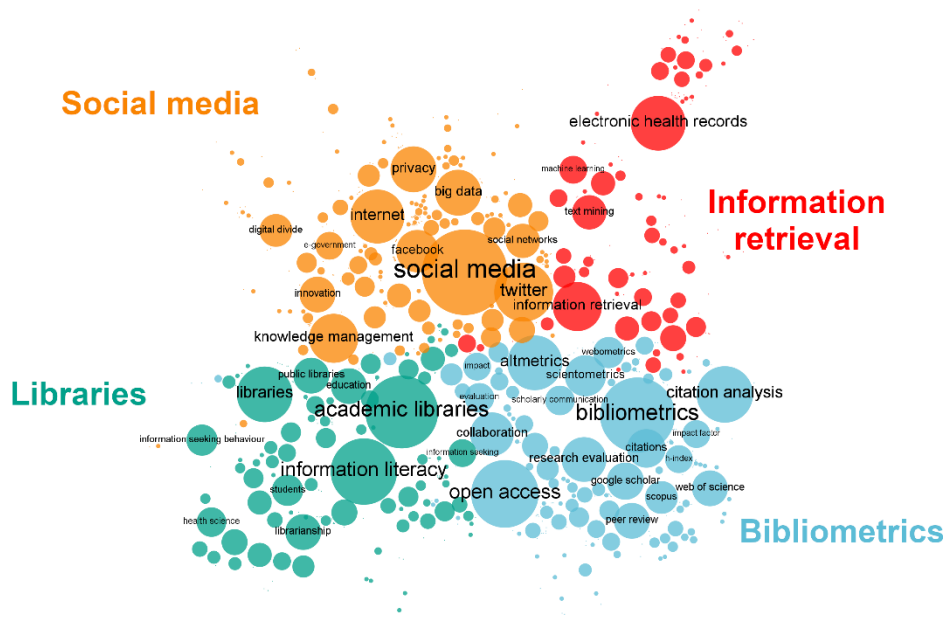 Social media
electronic health records
privacy
machine learning
big data
internet
text mining
Information
retrieval
digital divide
social networks
e-government
facebook
social media
twitter
innovation
information retrieval
knowledge management
webometrics
altmetrics
impact
public libraries
scientometrics
education
Libraries
libraries
citation analysis
evaluation
scholarly communication
academic libraries
bibliometrics
collaboration
impact factor
information seeking behaviour
citations
information seeking
research evaluation
h-index
information literacy
google scholar
students
open access
web of science
scopus
health science
peer review
librarianship
Bibliometrics